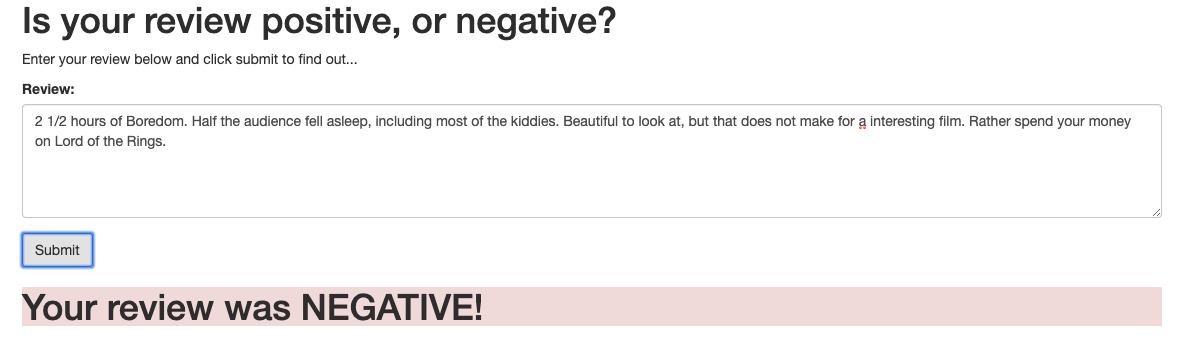 Is your review positive, or negative?
Enter your review below and click submit to find out...
Review:
2 1/2 hours of Boredom. Half the audience fell asleep, including most of the kiddies. Beautiful to look at, but that does not make for a interesting film. Rather spend your money
on Lord of the Rings.
Submit
Your review was NEGATIVE!